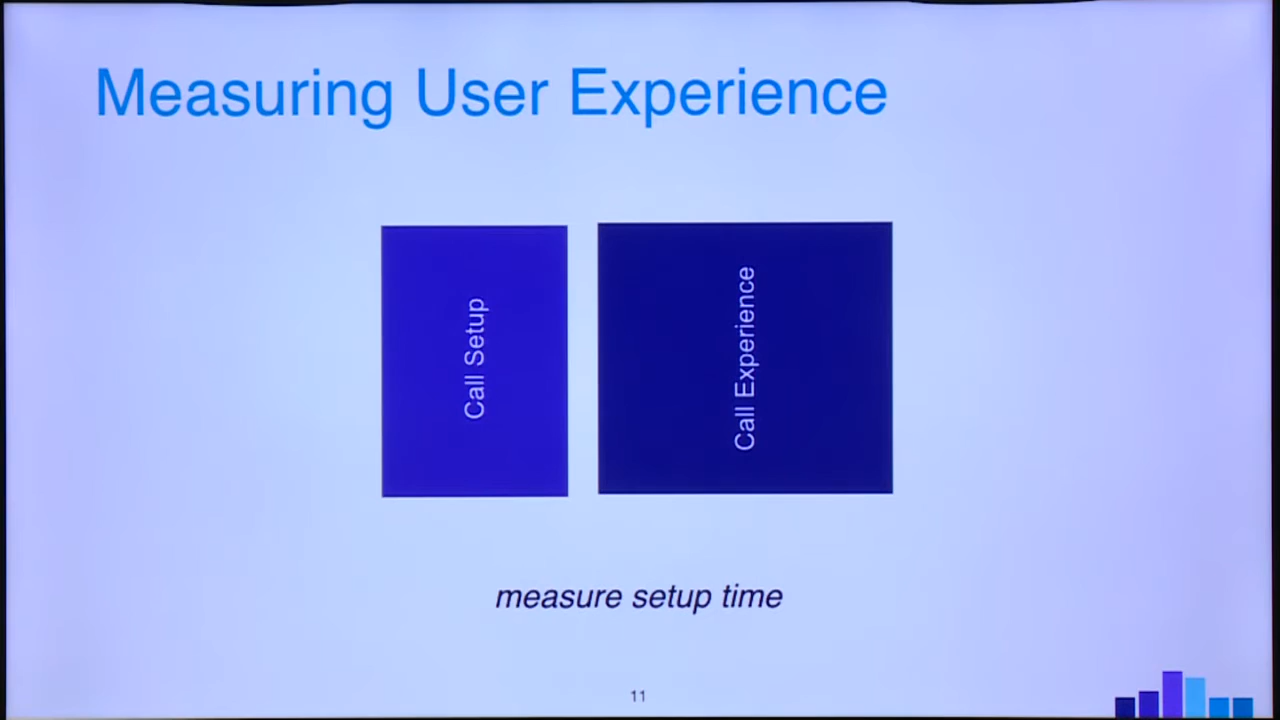 Measuring User Experience
Call Setup
Call Experience
measure setup time
11